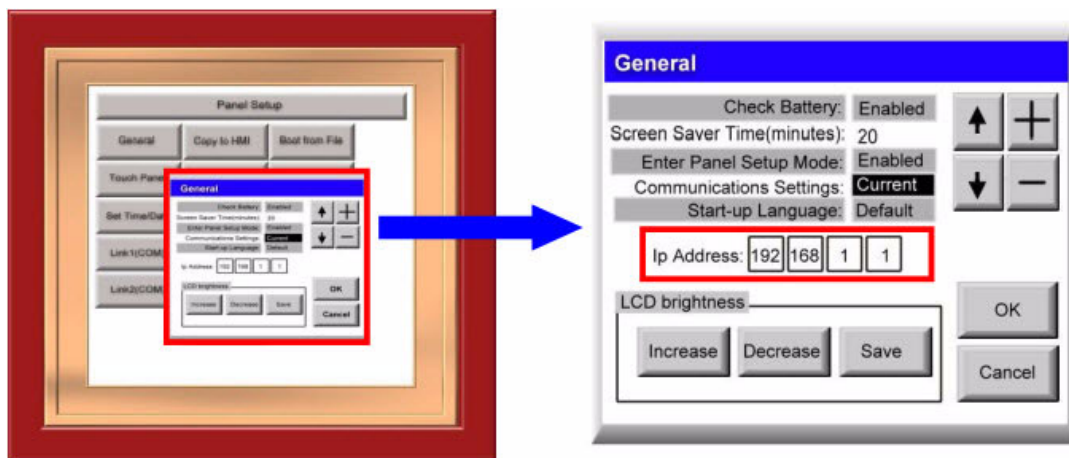 Panel Setup
General
Copy to HMI
Boot from File
Touch Pane
Set Time/Da
Link1(COM
Link2(COM
General
Check Battery: Enabled
Screen Saver Time(minutes): 20
Enter Panel Setup Mode: Enabled
Communications Settings: Current
Start-up Language: Default
Ip Address: 192 168 1 1
LCD brightness
Increase Decrease Save
OK
Cancel
General
Check Battery: Enabled
Screen Saver Time(minutes): 20
Enter Panel Setup Mode: Enabled
Communications Settings: Current
Start-up Language: Default
Ip Address: 192 168 1 1
LCD brightness
Increase Decrease Save
OK
Cancel